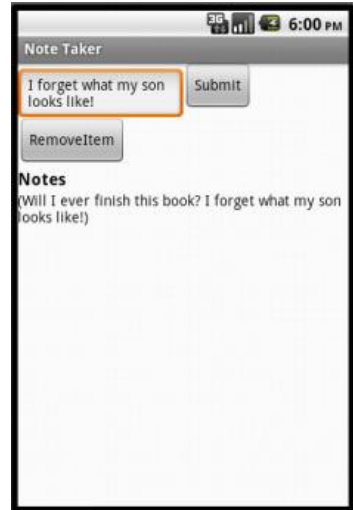 3G 6:00 PM
Note Taker
I forget what my son
looks like!
Submit
RemoveItem
Notes
(Will I ever finish this book? I forget what my son
looks like!)